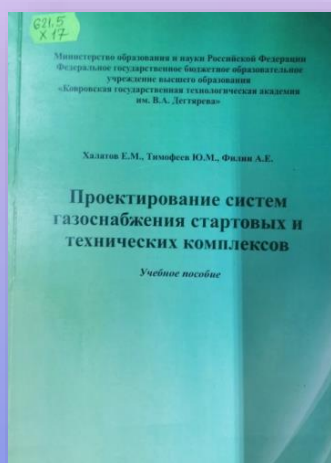 621.5
Х17
Министерство образования и науки Российской Федерации
Федеральное государственное бюджетное образовательное
учреждение высшего образования
«Ковровская государственная технологическая академия
им. В.А. Дегтярева»
Халатов Е.М., Тимофеев Ю.М., Филин А.Е.
Проектирование систем
газоснабжения стартовых и
технических комплексов
Учебное пособие